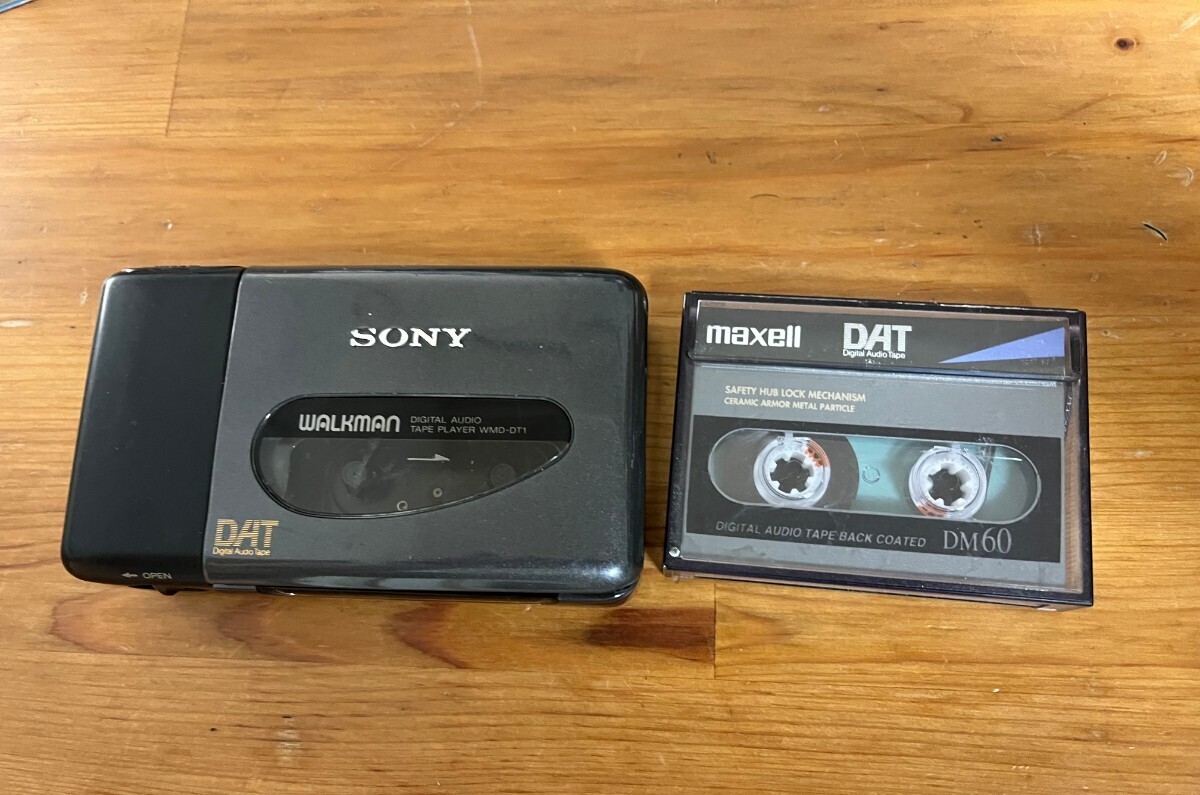 SONY
WALKMAN
DIGITAL AUDIO
TAPE PLAYER WMD-DT1
DAT
Digital Audio Tape
OPEN
maxell
DAT
Digital Audio Tape
SAFETY HUB LOCK MECHANISM
CERAMIC ARMOR METAL PARTICLE
DIGITAL AUDIO TAPE BACK COATED DM60